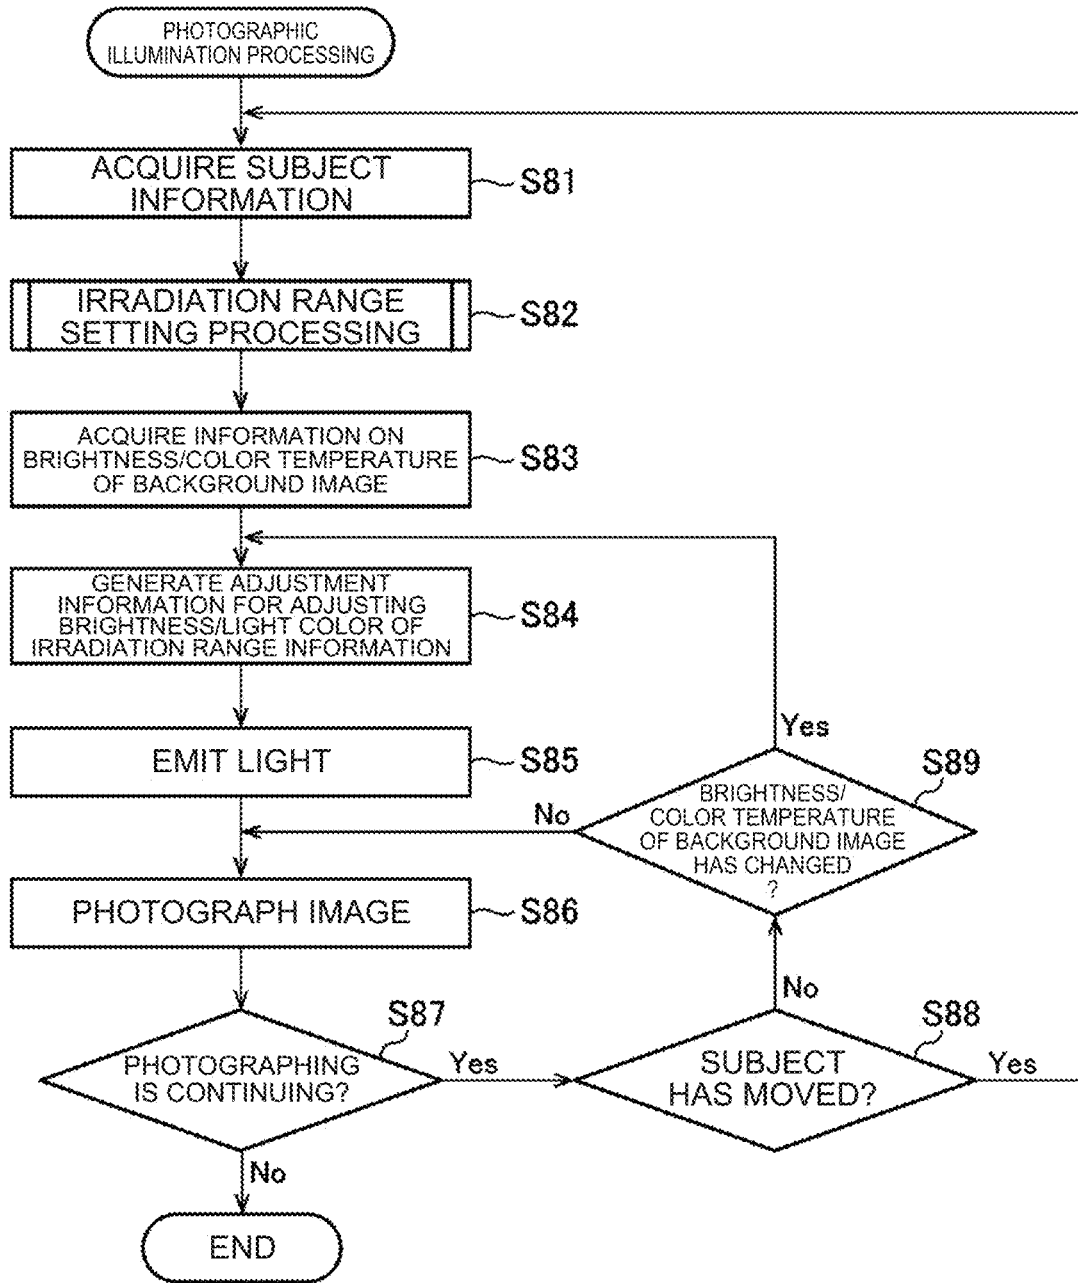 PHOTOGRAPHIC
ILLUMINATION PROCESSING
ACQUIRE SUBJECT
INFORMATION
S81
IRRADIATION RANGE
SETTING PROCESSING
S82
ACQUIRE INFORMATION ON
BRIGHTNESS/COLOR TEMPERATURE
OF BACKGROUND IMAGE
S83
GENERATE ADJUSTMENT
INFORMATION FOR ADJUSTING
BRIGHTNESS/LIGHT COLOR OF
IRRADIATION RANGE INFORMATION
S84
EMIT LIGHT
S85
Yes
S89
BRIGHTNESS/
COLOR TEMPERATURE
OF BACKGROUND IMAGE
HAS CHANGED
?
No
PHOTOGRAPH IMAGE
S86
No
S87
PHOTOGRAPHING
IS CONTINUING?
Yes
S88
SUBJECT
HAS MOVED?
Yes
No
END